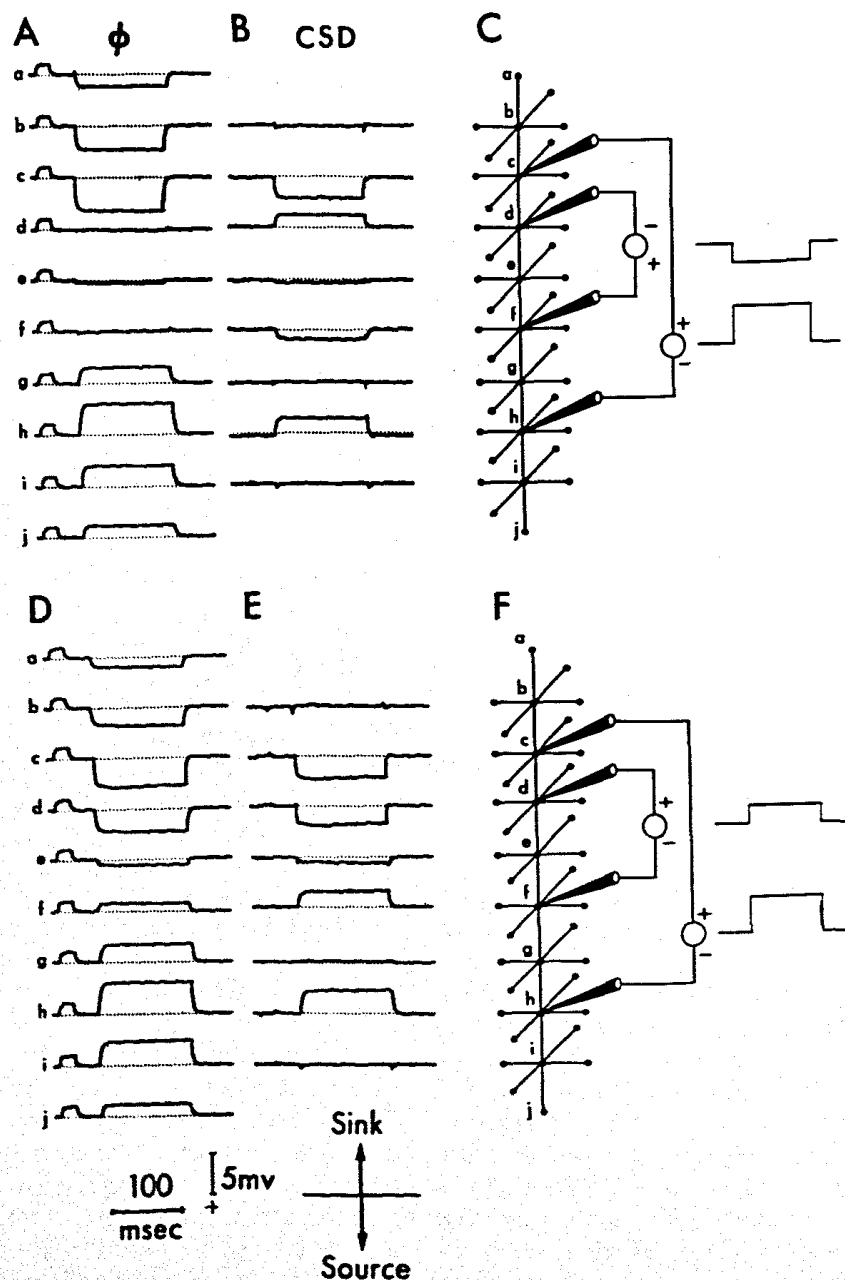 A φ B CSD C
a
b
c
d
e
f
g
h
i
j
a
b
c
d
e
f
g
h
i
j
-
+
+
-
D E F
a
b
c
d
e
f
g
h
i
j
a
b
c
d
e
f
g
h
i
j
+
-
+
-
Sink
100
msec
5mv
+
Source